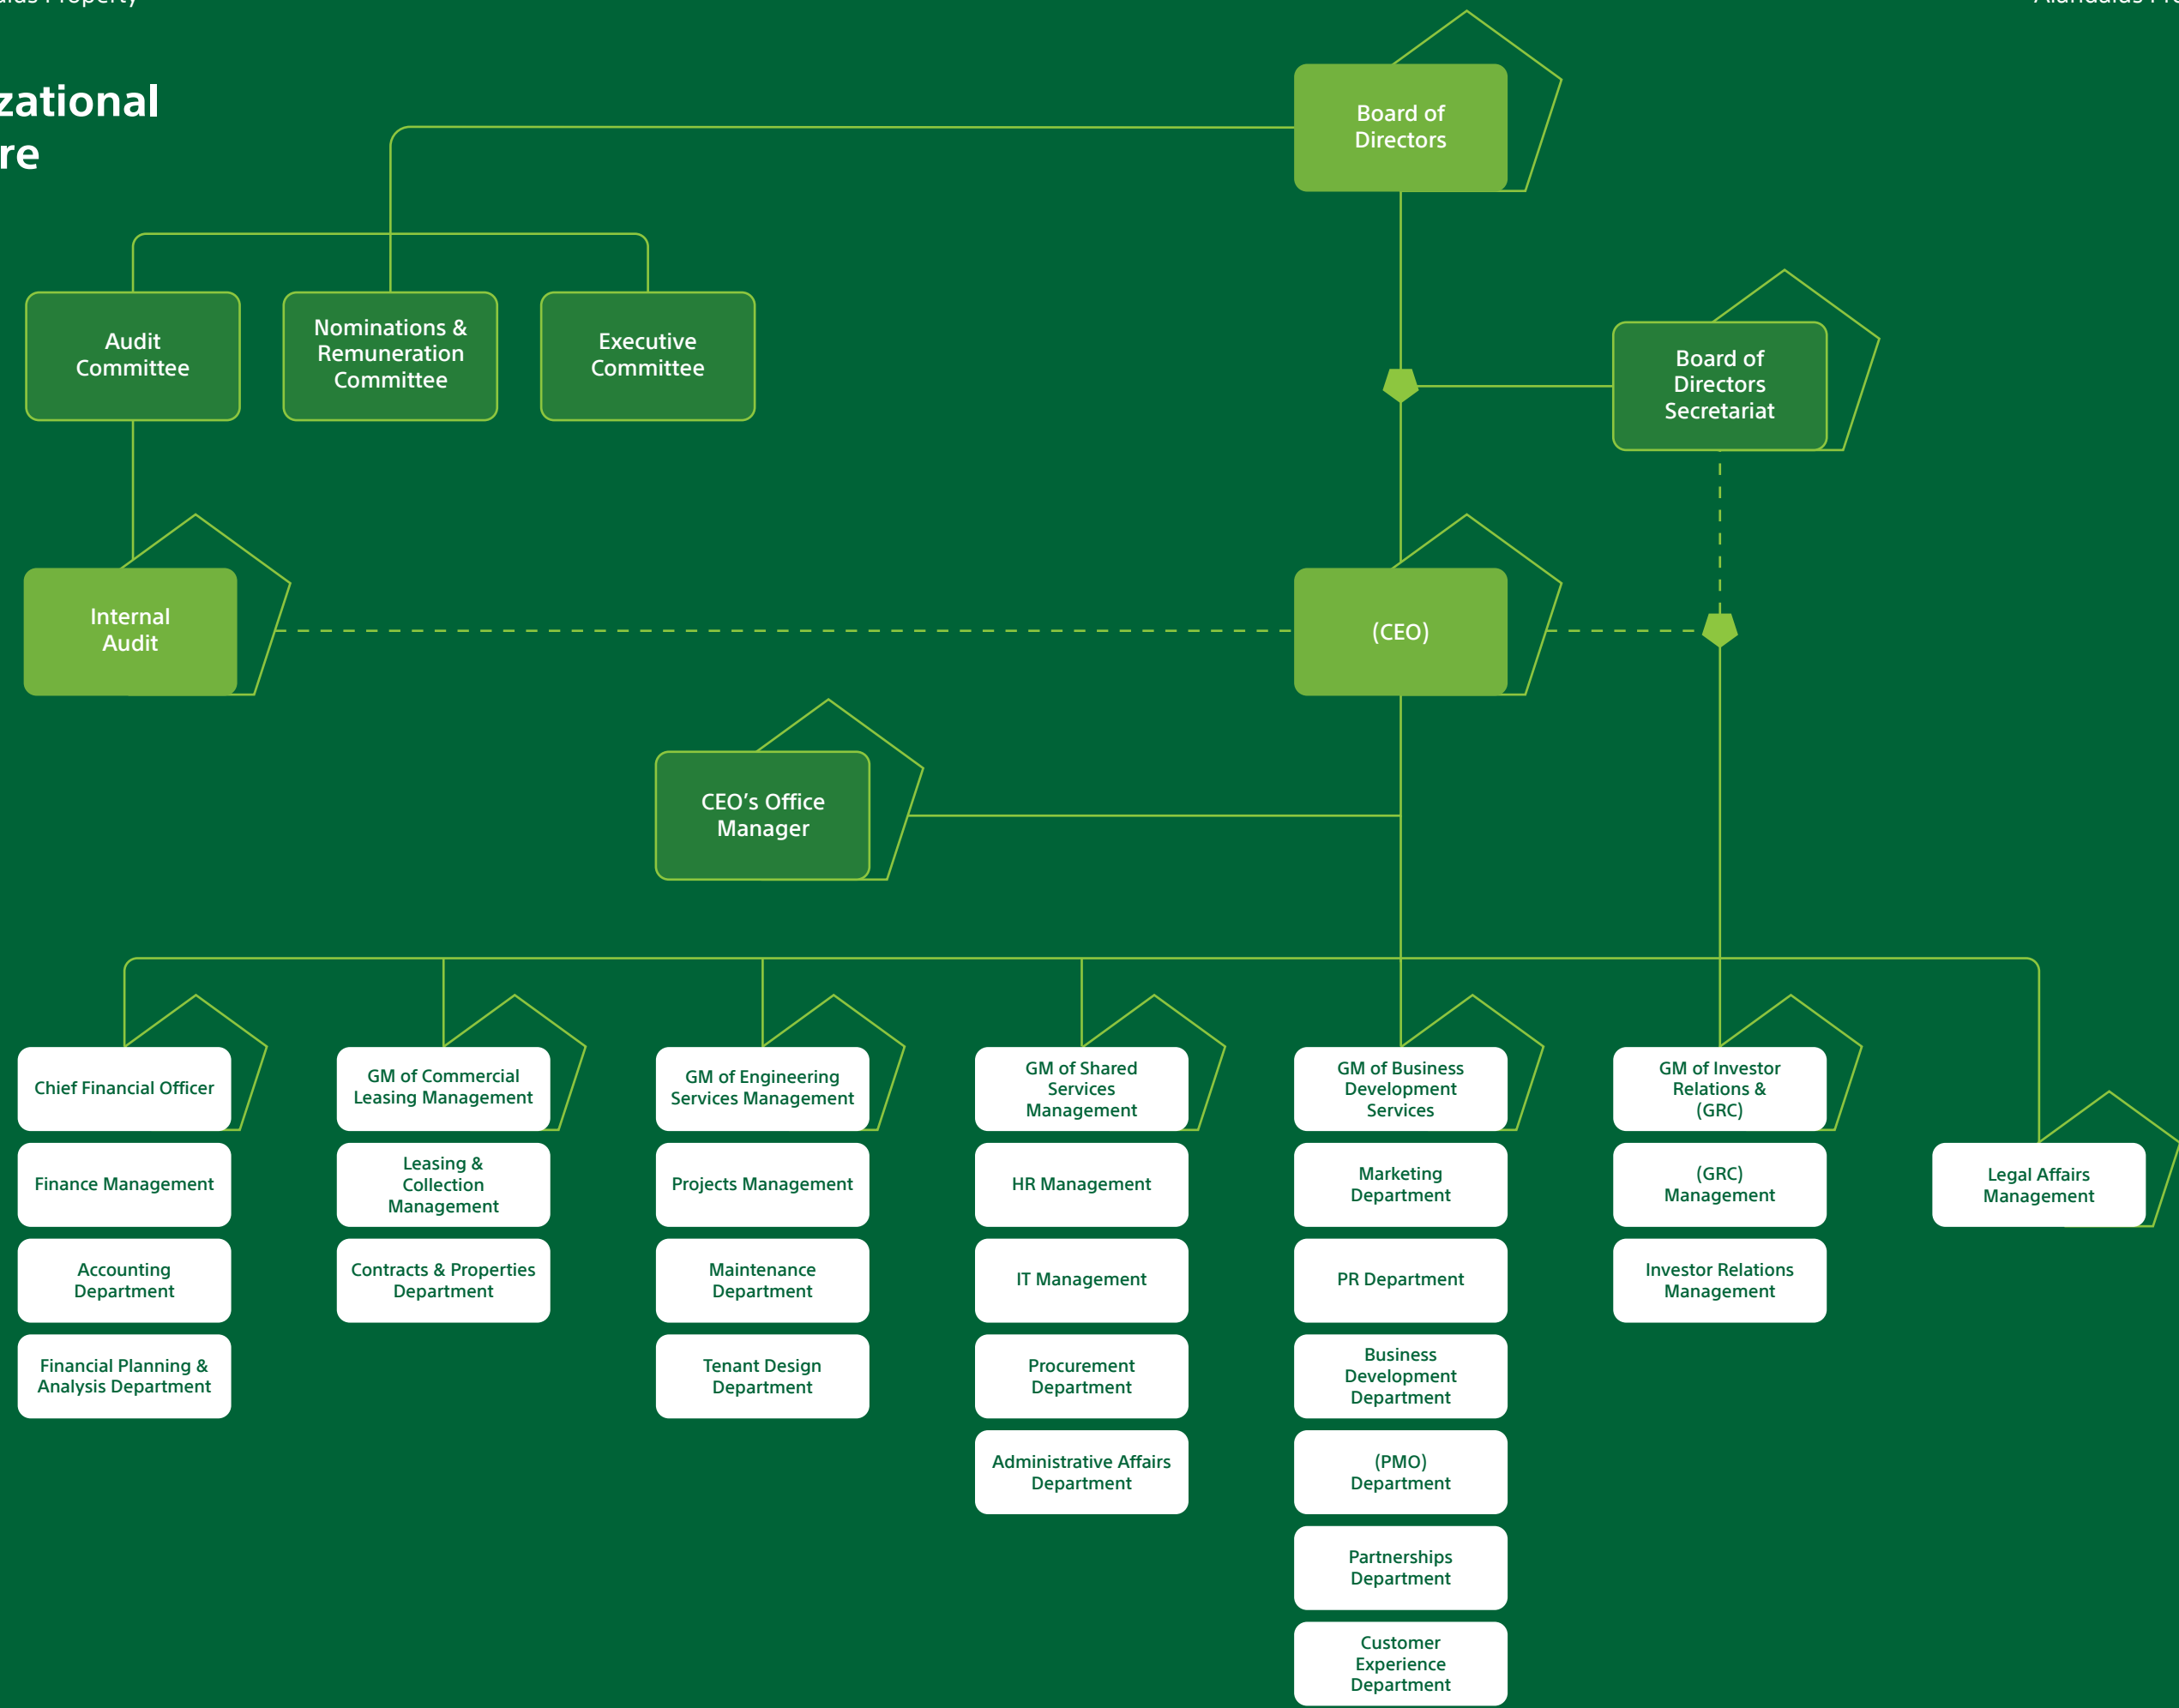 Property
zational
re
Board of
Directors
Audit
Committee
Nominations &
Remuneration
Committee
Executive
Committee
Board of
Directors
Secretariat
Internal
Audit
(CEO)
CEO’s Office
Manager
Chief Financial Officer
Finance Management
Accounting
Department
Financial Planning &
Analysis Department
GM of Commercial
Leasing Management
Leasing &
Collection
Management
Contracts & Properties
Department
GM of Engineering
Services Management
Projects Management
Maintenance
Department
Tenant Design
Department
GM of Shared
Services
Management
HR Management
IT Management
Procurement
Department
Administrative Affairs
Department
GM of Business
Development
Services
Marketing
Department
PR Department
Business
Development
Department
(PMO)
Department
Partnerships
Department
Customer
Experience
Department
GM of Investor
Relations &
(GRC)
(GRC)
Management
Investor Relations
Management
Legal Affairs
Management